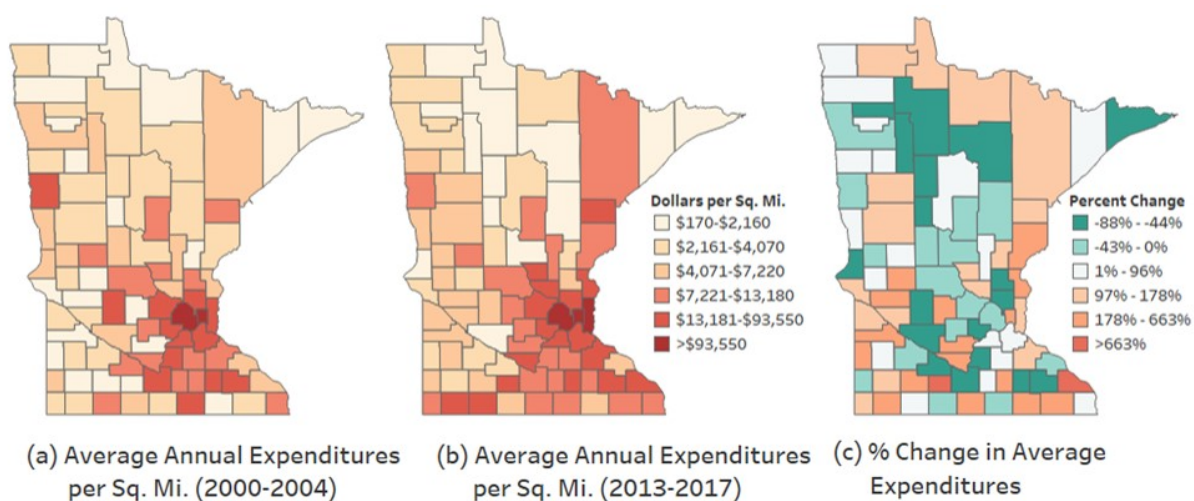 Dollars per Sq. Mi.
$170-$2,160
$2,161-$4,070
$4,071-$7,220
$7,221-$13,180
$13,181-$93,550
>$93,550
Percent Change
-88% - -44%
-43% - 0%
1% - 96%
97% - 178%
178% - 663%
>663%
(a) Average Annual Expenditures
per Sq. Mi. (2000-2004)
(b) Average Annual Expenditures
per Sq. Mi. (2013-2017)
(c) % Change in Average
Expenditures